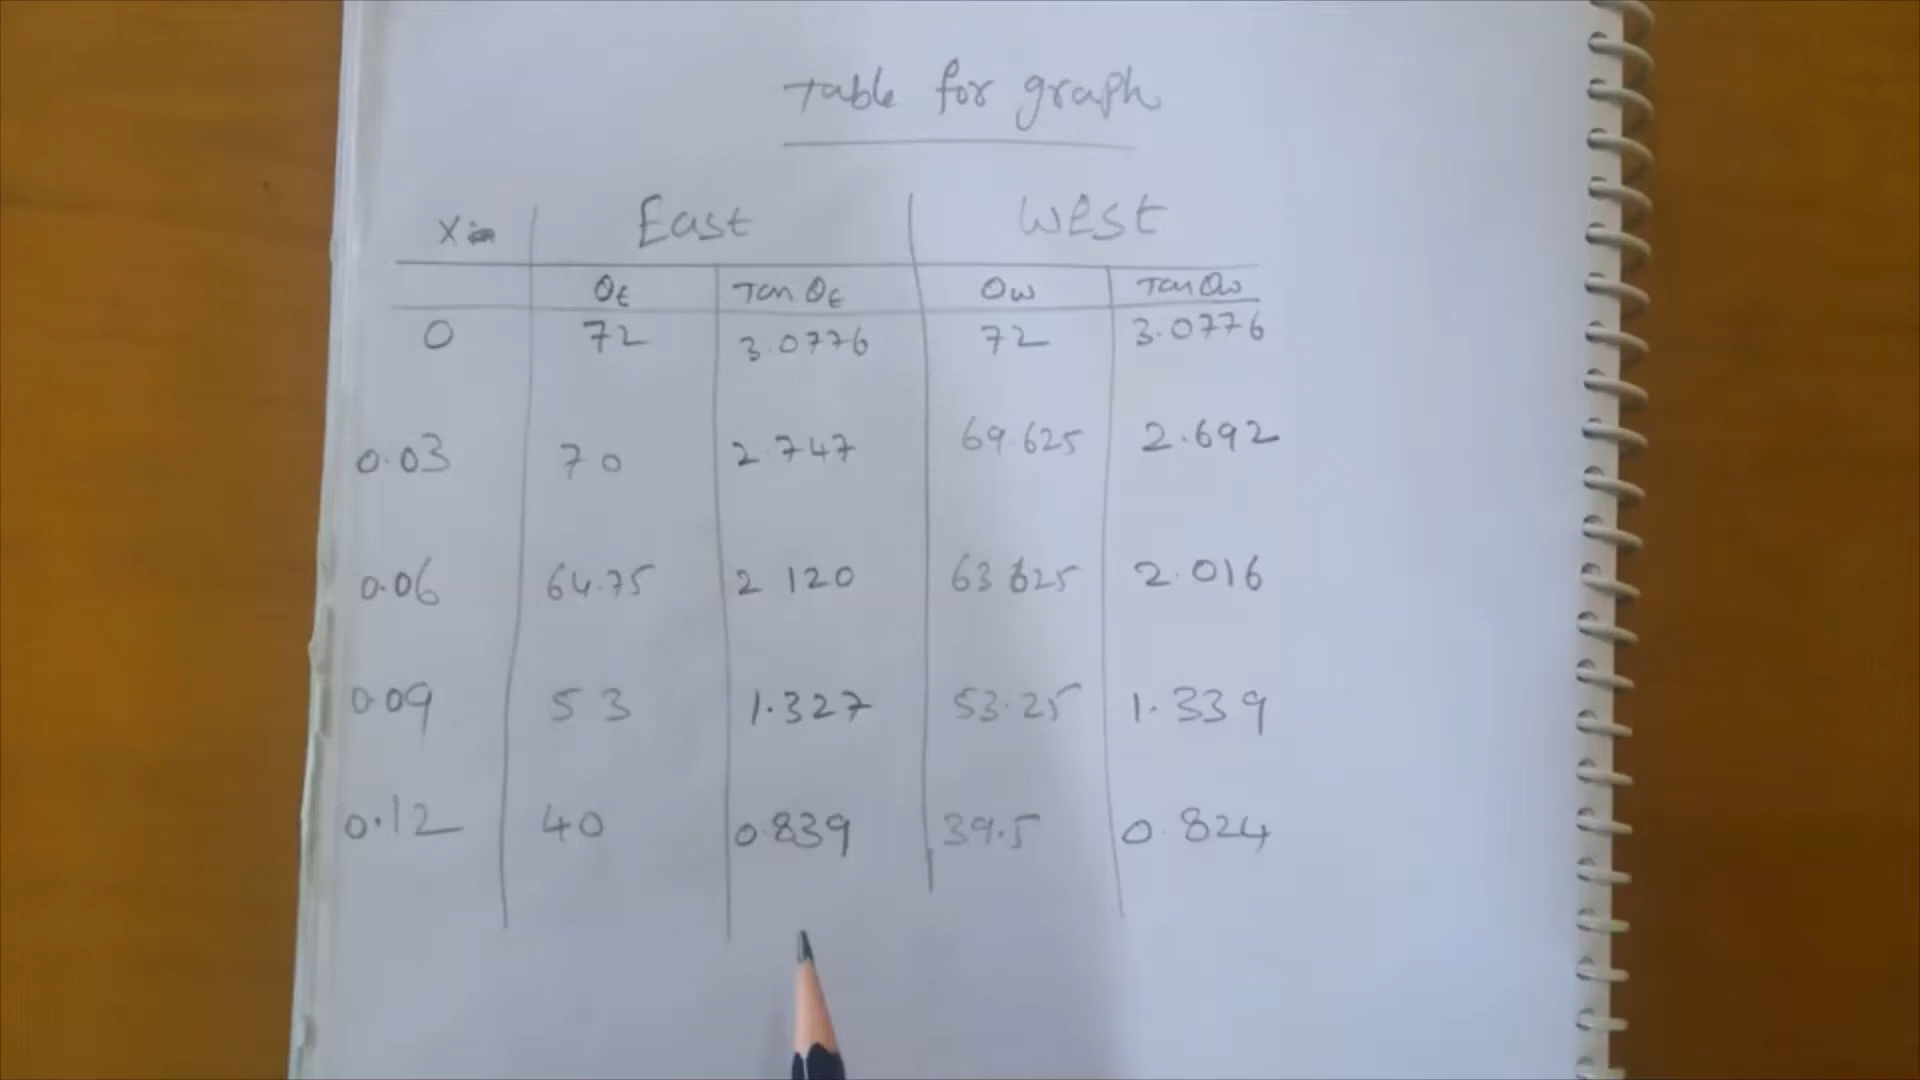 Table for graph
X East West
θE Tan θE θw Tan θw
0 72 3.0776 72 3.0776
0.03 70 2.747 69.625 2.692
0.06 64.75 2 120 63 625 2.016
0.09 53 1.327 53.25 1.339
0.12 40 0.839 39.5 0.824